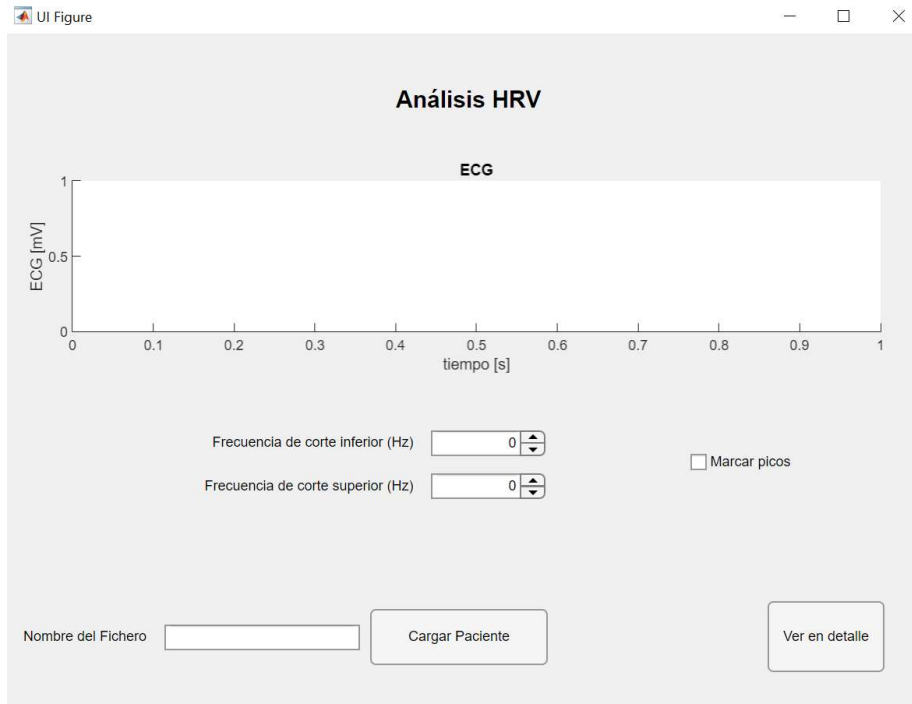 UI Figure
Análisis HRV
ECG
1
0.5
0
ECG [mV]
0 0.1 0.2 0.3 0.4 0.5 0.6 0.7 0.8 0.9 1
tiempo [s]
Frecuencia de corte inferior (Hz) 0
Marcar picos
Frecuencia de corte superior (Hz) 0
Nombre del Fichero Cargar Paciente Ver en detalle